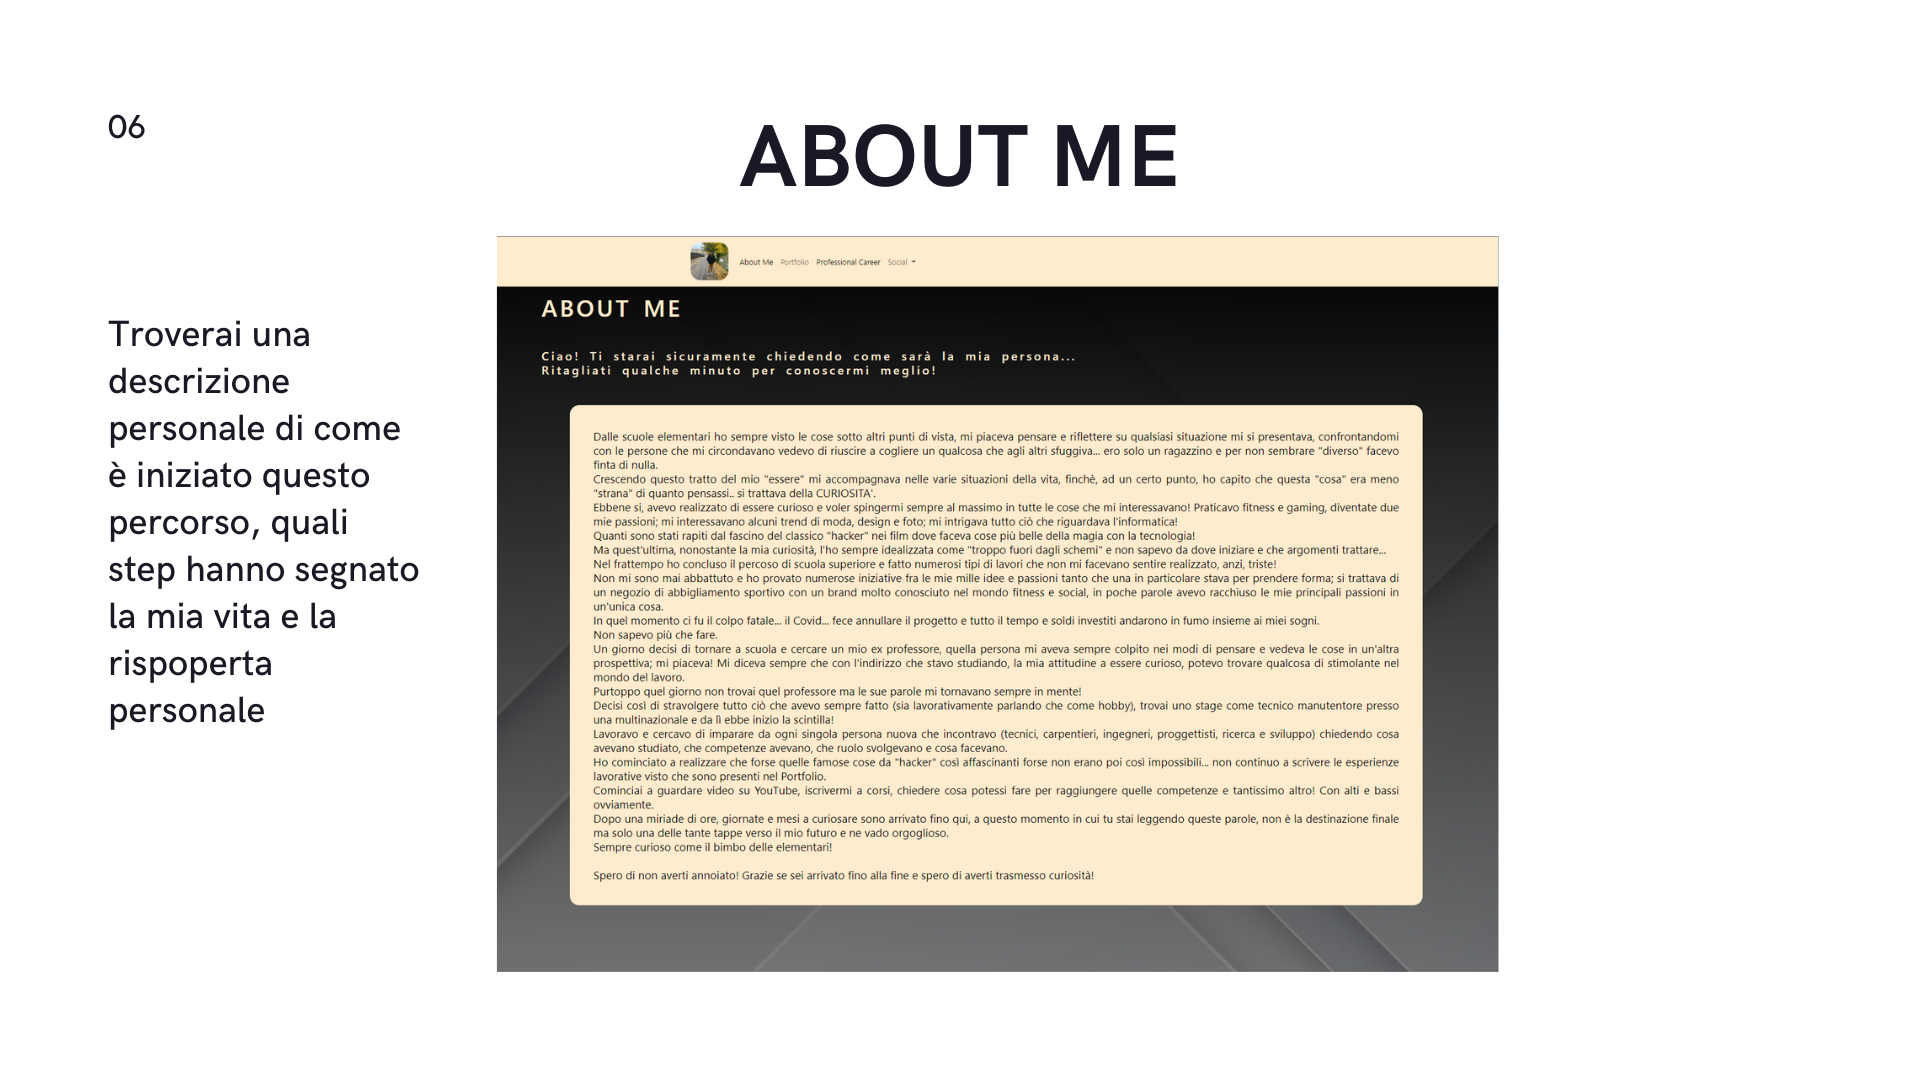 06
ABOUT ME
Troverai una
descrizione
personale di come
è iniziato questo
percorso, quali
step hanno segnato
la mia vita e la
rispoperta
personale
About Me Portfolio Professional Career Social
ABOUT ME
Ciao! Ti starai sicuramente chiedendo come sarà la mia persona...
Ritagliati qualche minuto per conoscermi meglio!
Dalle scuole elementari ho sempre visto le cose sotto altri punti di vista, mi piaceva pensare e riflettere su qualsiasi situazione mi si presentava, confrontandomi
con le persone che mi circondavano vedevo di riuscire a cogliere un qualcosa che agli altri sfuggiva... ero solo un ragazzino e per non sembrare "diverso" facevo
finta di nulla.
Crescendo questo tratto del mio "essere" mi accompagnava nelle varie situazioni della vita, finchè, ad un certo punto, ho capito che questa "cosa" era meno
"strana" di quanto pensassi.. si trattava della CURIOSITA'.
Ebbene si, avevo realizzato di essere curioso e voler spingermi sempre al massimo in tutte le cose che mi interessavano! Praticavo fitness e gaming, diventate due
mie passioni; mi interessavano alcuni trend di moda, design e foto; mi intrigava tutto ciò che riguardava l'informatica!
Quanti sono stati rapiti dal fascino del classico "hacker" nei film dove faceva cose più belle della magia con la tecnologia!
Ma quest'ultima, nonostante la mia curiosità, l'ho sempre idealizzata come "troppo fuori dagli schemi" e non sapevo da dove iniziare e che argomenti trattare...
Nel frattempo ho concluso il percoso di scuola superiore e fatto numerosi tipi di lavori che non mi facevano sentire realizzato, anzi, triste!
Non mi sono mai abbattuto e ho provato numerose iniziative fra le mie mille idee e passioni tanto che una in particolare stava per prendere forma; si trattava di
un negozio di abbigliamento sportivo con un brand molto conosciuto nel mondo fitness e social, in poche parole avevo racchiuso le mie principali passioni in
un'unica cosa.
In quel momento ci fu il colpo fatale... il Covid... fece annullare il progetto e tutto il tempo e soldi investiti andarono in fumo insieme ai miei sogni.
Non sapevo più che fare.
Un giorno decisi di tornare a scuola e cercare un mio ex professore, quella persona mi aveva sempre colpito nei modi di pensare e vedeva le cose in un'altra
prospettiva; mi piaceva! Mi diceva sempre che con l'indirizzo che stavo studiando, la mia attitudine a essere curioso, potevo trovare qualcosa di stimolante nel
mondo del lavoro.
Purtoppo quel giorno non trovai quel professore ma le sue parole mi tornavano sempre in mente!
Decisi così di stravolgere tutto ciò che avevo sempre fatto (sia lavorativamente parlando che come hobby), trovai uno stage come tecnico manutentore presso
una multinazionale e da lì ebbe inizio la scintilla!
Lavoravo e cercavo di imparare da ogni singola persona nuova che incontravo (tecnici, carpentieri, ingegneri, proggettisti, ricerca e sviluppo) chiedendo cosa
avevano studiato, che competenze avevano, che ruolo svolgevano e cosa facevano.
Ho cominciato a realizzare che forse quelle famose cose da "hacker" così affascinanti forse non erano poi così impossibili... non continuo a scrivere le esperienze
lavorative visto che sono presenti nel Portfolio.
Cominciai a guardare video su YouTube, iscrivermi a corsi, chiedere cosa potessi fare per raggiungere quelle competenze e tantissimo altro! Con alti e bassi
ovviamente.
Dopo una miriade di ore, giornate e mesi a curiosare sono arrivato fino qui, a questo momento in cui tu stai leggendo queste parole, non è la destinazione finale
ma solo una delle tante tappe verso il mio futuro e ne vado orgoglioso.
Sempre curioso come il bimbo delle elementari!
Spero di non averti annoiato! Grazie se sei arrivato fino alla fine e spero di averti trasmesso curiosità!